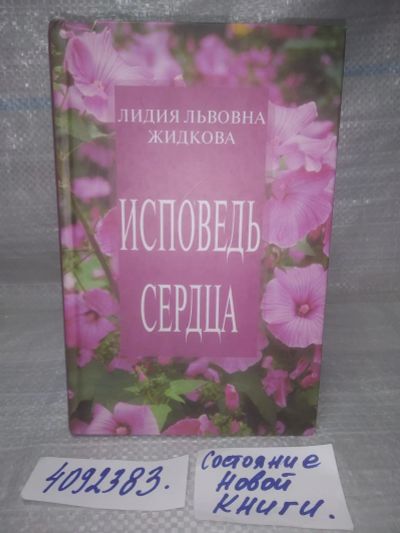 ЛИДИЯ ЛЬВОВНА
ЖИДКОВА
ИСПОВЕДЬ
СЕРДЦА
4092383.
Состояние
Новой
Книги.